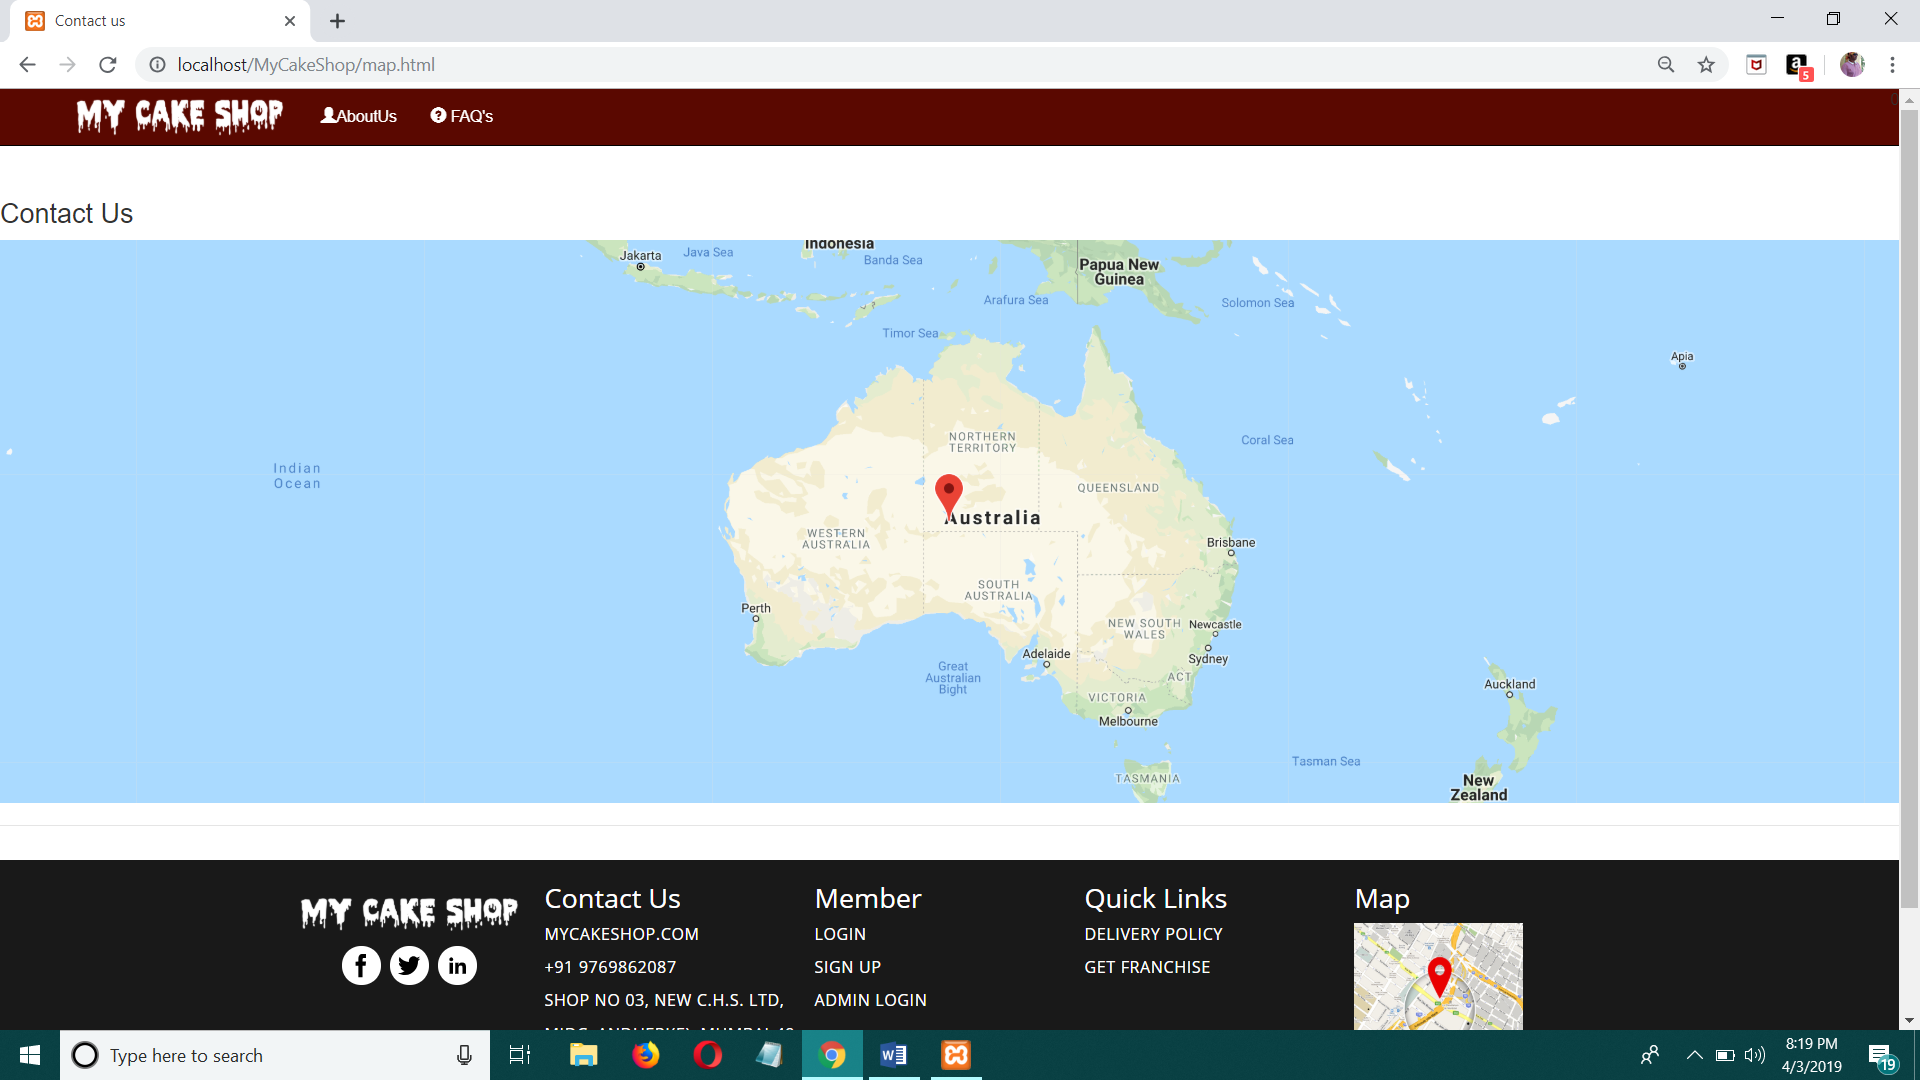 Contact us
localhost/MyCakeShop/map.html
5
MY CAKE SHOP
AboutUs
FAQ's
Contact Us
Indonesia
Jakarta
Java Sea
Banda Sea
Papua New
Guinea
Arafura Sea
Solomon Sea
Timor Sea
Apia
NORTHERN
TERRITORY
Coral Sea
Indian
Ocean
QUEENSLAND
Australia
WESTERN
AUSTRALIA
Brisbane
SOUTH
AUSTRALIA
Perth
NEW SOUTH
WALES
Newcastle
Adelaide
Sydney
Great
Australian
Bight
ACT
Auckland
VICTORIA
Melbourne
Tasman Sea
TASMANIA
New
Zealand
MY CAKE SHOP
Contact Us
MYCAKESHOP.COM
+91 9769862087
SHOP NO 03, NEW C.H.S. LTD,
Member
LOGIN
SIGN UP
ADMIN LOGIN
Quick Links
DELIVERY POLICY
GET FRANCHISE
Map
Type here to search
8:19 PM
4/3/2019
19